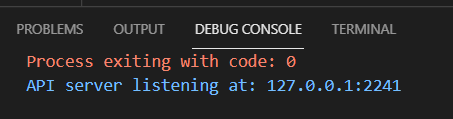 PROBLEMS OUTPUT DEBUG CONSOLE TERMINAL
Process exiting with code: 0
API server listening at: 127.0.0.1:2241